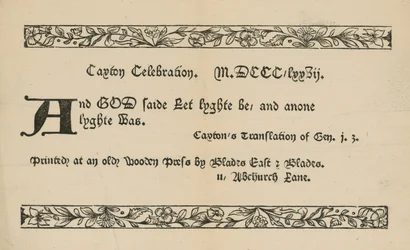 Caxton Celebration. M.DCCC/lxxvij.
And GOD saide Let lyghte be/ and anone
lyghte was.
Caxton's Translation of Gen. j. 3.
Printed at an old Wooden Press by Blades East & Blades.
11/ Abchurch Lane.